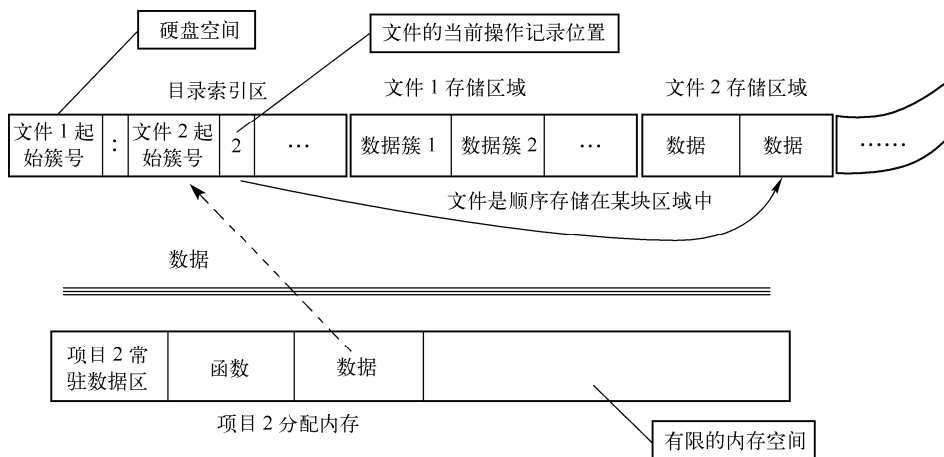 硬盘空间
文件的当前操作记录位置
目录索引区
文件 1 存储区域
文件 2 存储区域
文件 1 起
始簇号
:
文件 2 起
始簇号
2
…
数据簇 1
数据簇 2
…
数据
数据
……
文件是顺序存储在某块区域中
数据
项目 2 常
驻数据区
函数
数据
项目 2 分配内存
有限的内存空间